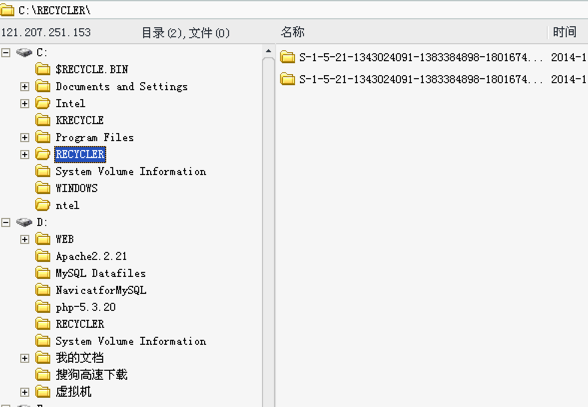 C:\RECYCLER\
121.207.251.153 目录(2),文件(0) 名称 时间
C:
$RECYCLE.BIN
Documents and Settings
Intel
KRECYCLE
Program Files
RECYCLER
System Volume Information
WINDOWS
ntel
D:
WEB
Apache2.2.21
MySQL Datafiles
NavicatforMySQL
php-5.3.20
RECYCLER
System Volume Information
我的文档
搜狗高速下载
虚拟机
S-1-5-21-1343024091-1383384898-1801674... 2014-1
S-1-5-21-1343024091-1383384898-1801674... 2014-1